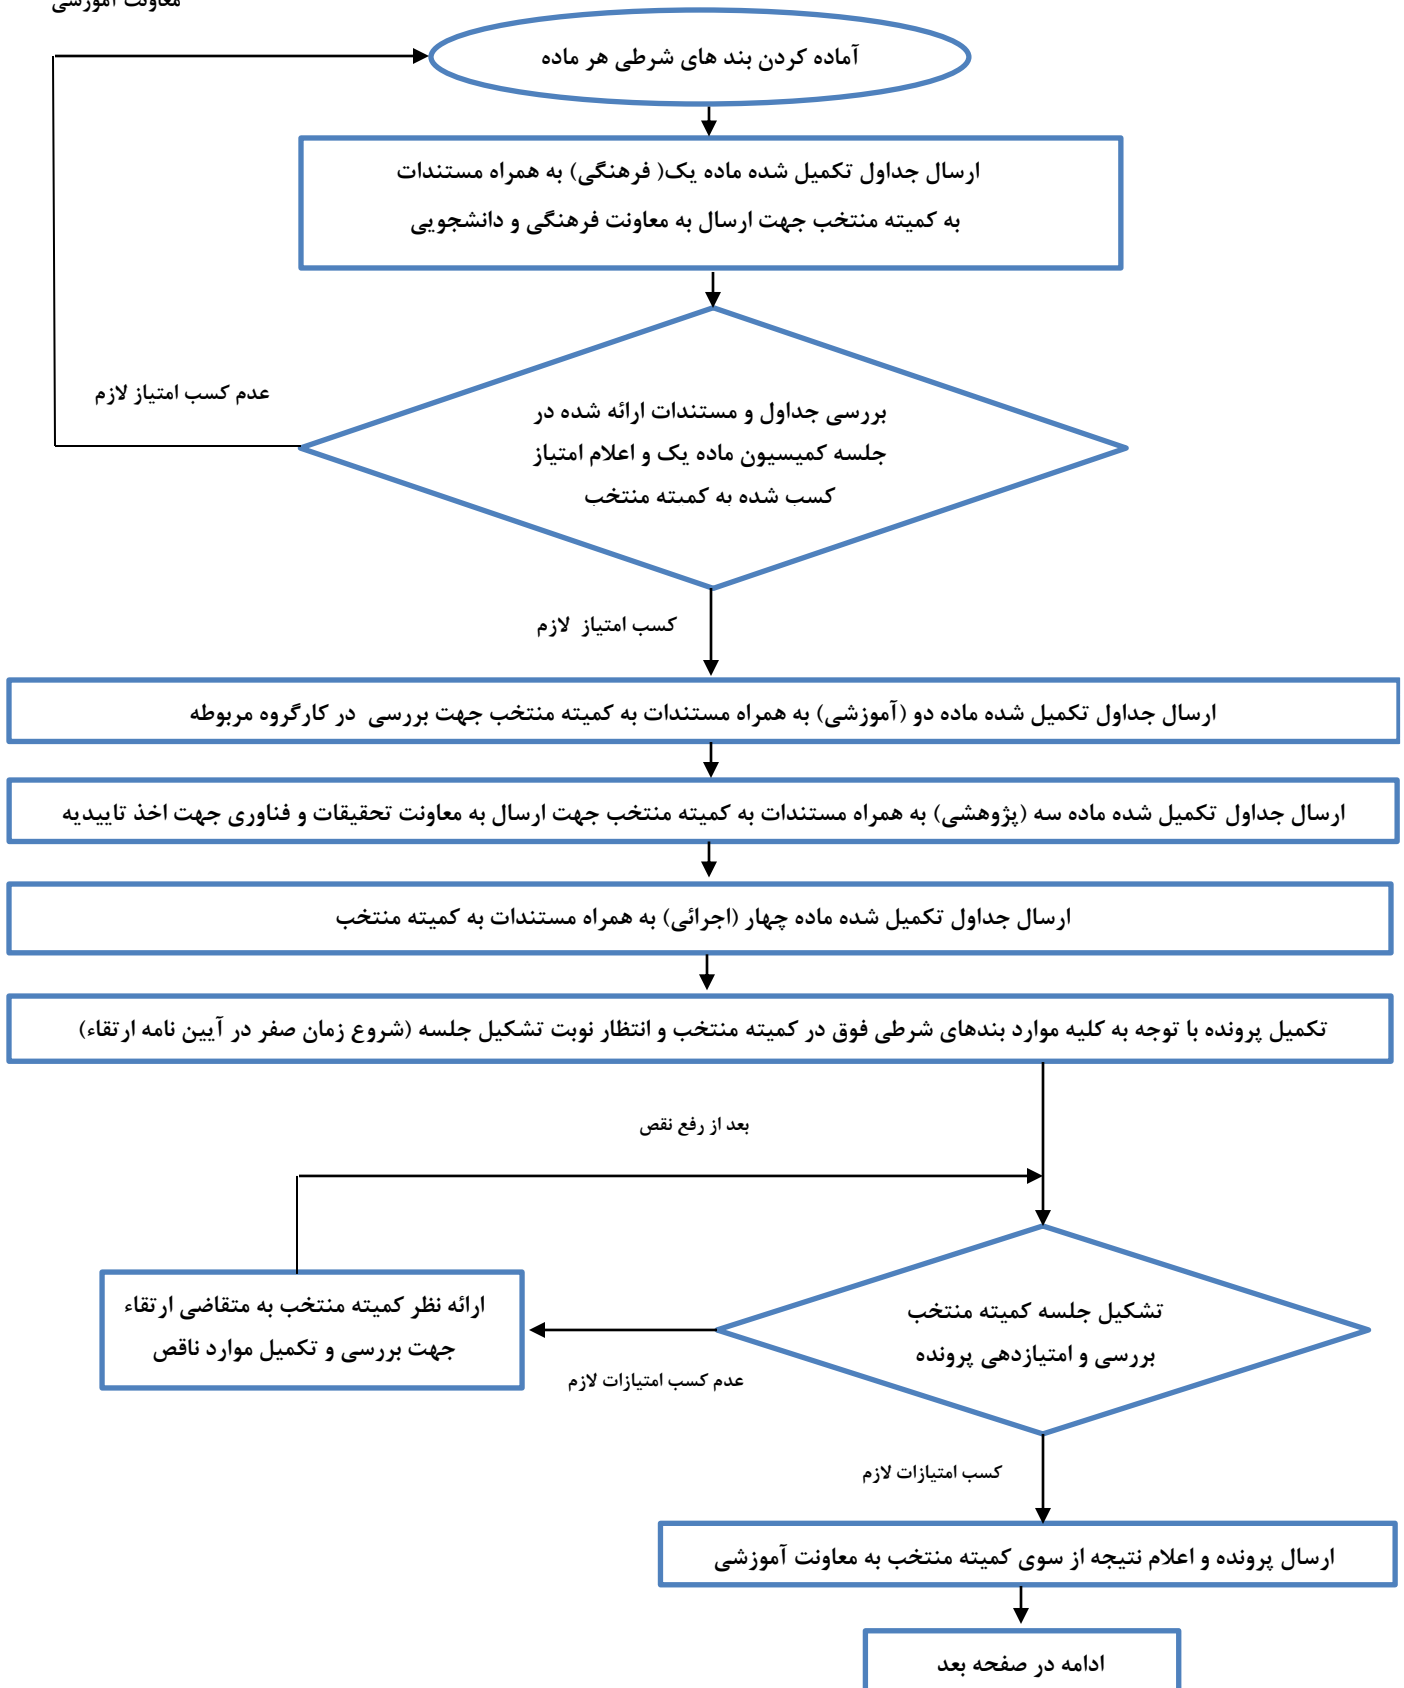 معاونت آموزشی
آماده کردن بند های شرطی هر ماده
ارسال جداول تکمیل شده ماده یک( فرهنگی) به همراه مستندات
به کمیته منتخب جهت ارسال به معاونت فرهنگی و دانشجویی
عدم کسب امتیاز لازم
بررسی جداول و مستندات ارائه شده در
جلسه کمیسیون ماده یک و اعلام امتیاز
کسب شده به کمیته منتخب
کسب امتیاز لازم
ارسال جداول تکمیل شده ماده دو (آموزشی) به همراه مستندات به کمیته منتخب جهت بررسی در کارگروه مربوطه
ارسال جداول تکمیل شده ماده سه (پژوهشی) به همراه مستندات به کمیته منتخب جهت ارسال به معاونت تحقیقات و فناوری جهت اخذ تاییدیه
ارسال جداول تکمیل شده ماده چهار (اجرائی) به همراه مستندات به کمیته منتخب
تکمیل پرونده با توجه به کلیه موارد بندهای شرطی فوق در کمیته منتخب و انتظار نوبت تشکیل جلسه (شروع زمان صفر در آیین نامه ارتقاء)
بعد از رفع نقص
تشکیل جلسه کمیته منتخب
بررسی و امتیازدهی پرونده
ارائه نظر کمیته منتخب به متقاضی ارتقاء
جهت بررسی و تکمیل موارد ناقص
عدم کسب امتیازات لازم
کسب امتیازات لازم
ارسال پرونده و اعلام نتیجه از سوی کمیته منتخب به معاونت آموزشی
ادامه در صفحه بعد